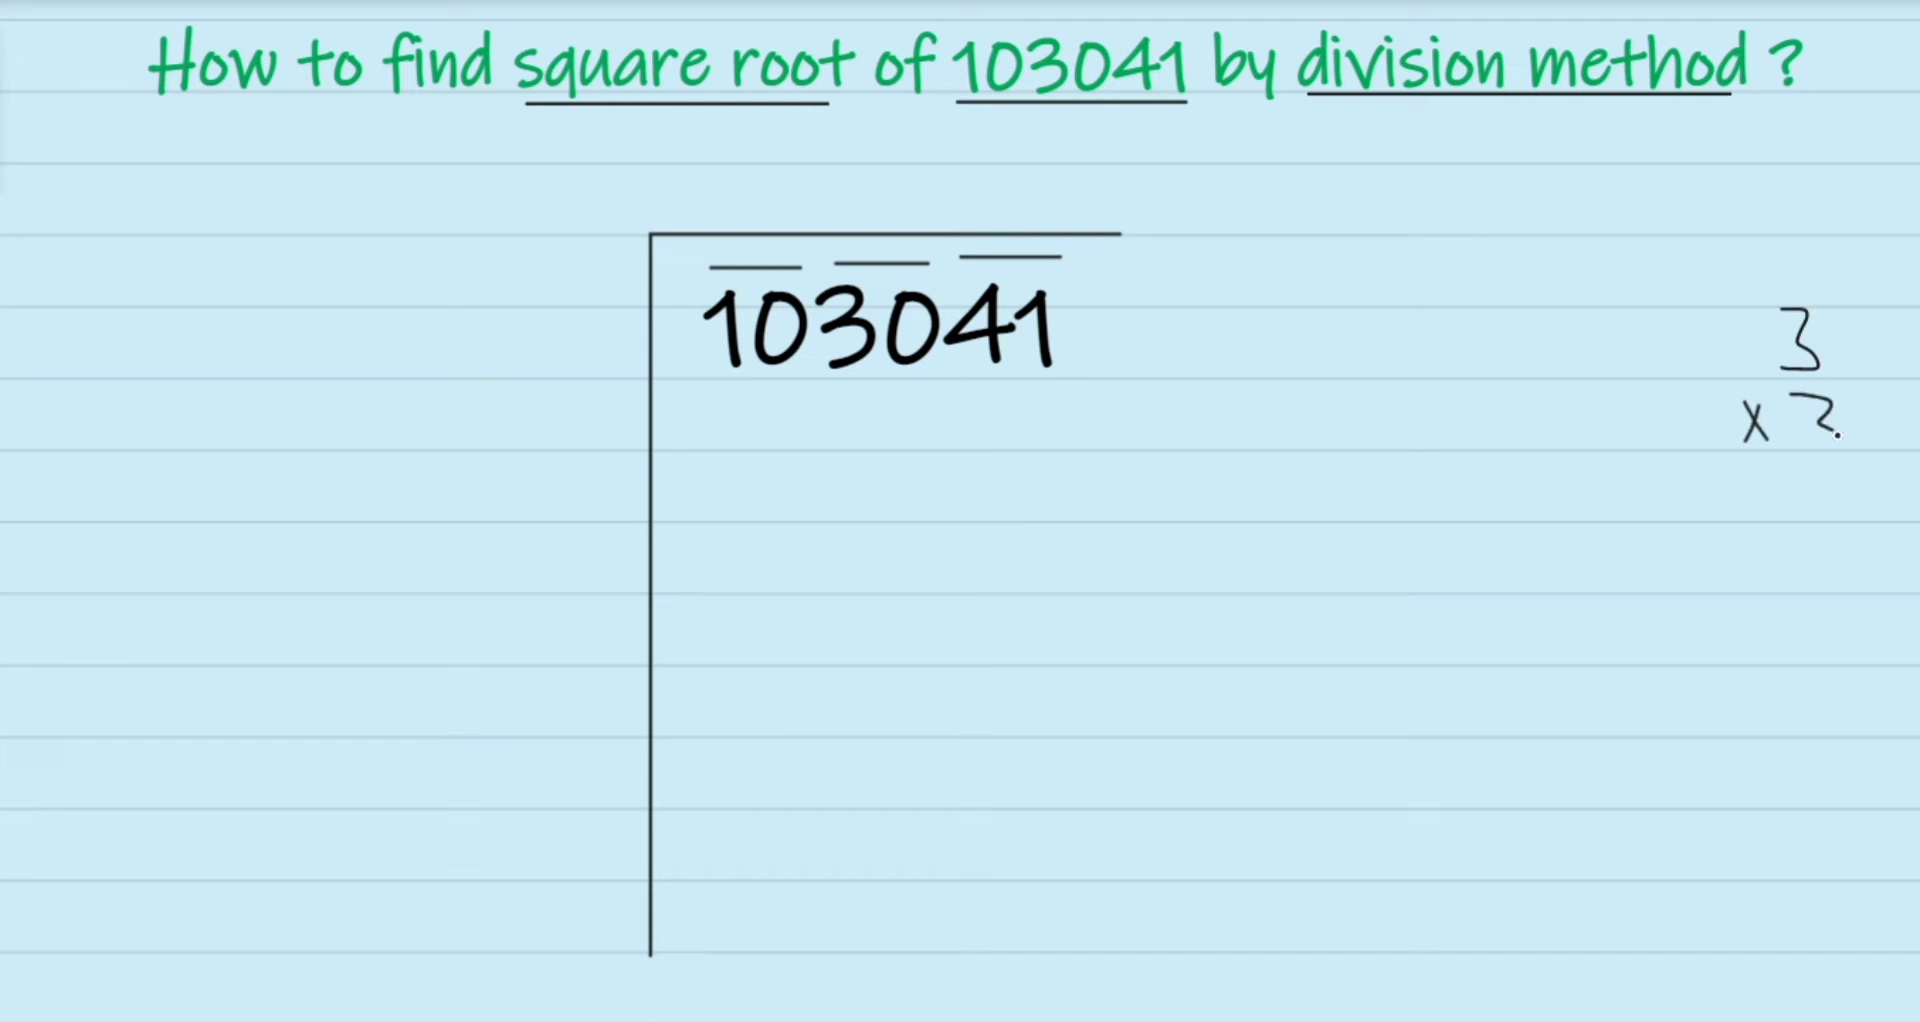 How to find square root of 103041 by division method ?
103041
3
x 3